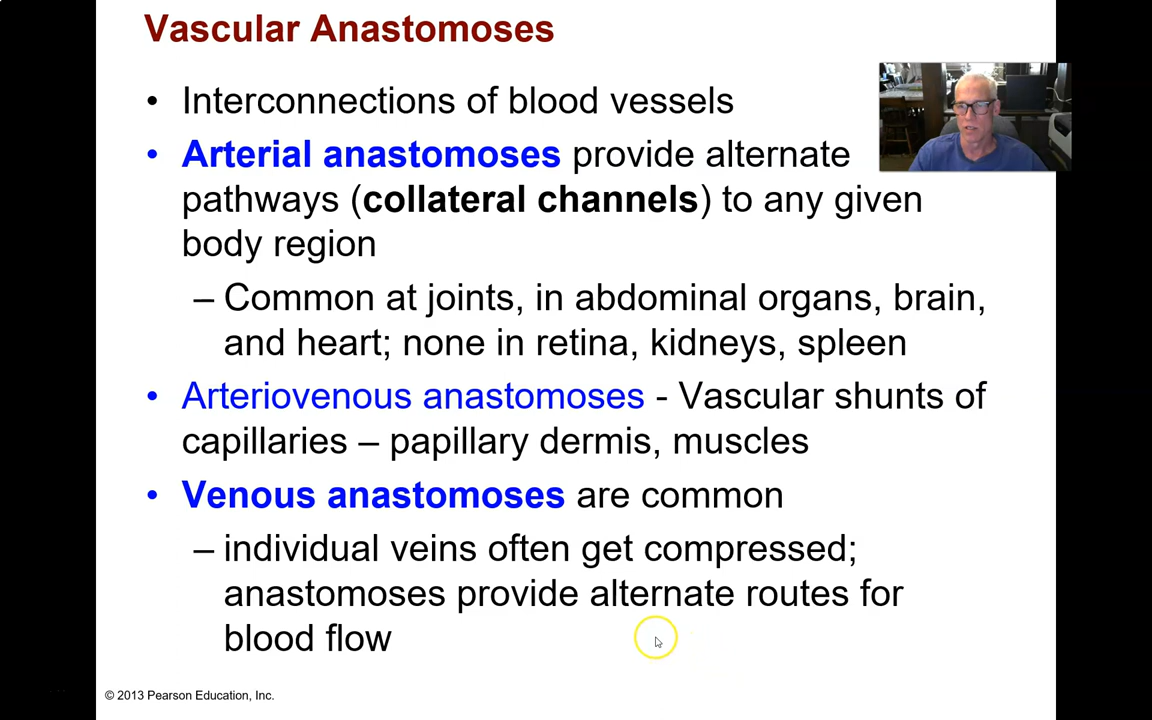 Vascular Anastomoses
• Interconnections of blood vessels
• Arterial anastomoses provide alternate
pathways (collateral channels) to any given
body region
– Common at joints, in abdominal organs, brain,
and heart; none in retina, kidneys, spleen
• Arteriovenous anastomoses - Vascular shunts of
capillaries – papillary dermis, muscles
• Venous anastomoses are common
– individual veins often get compressed;
anastomoses provide alternate routes for
blood flow
© 2013 Pearson Education, Inc.